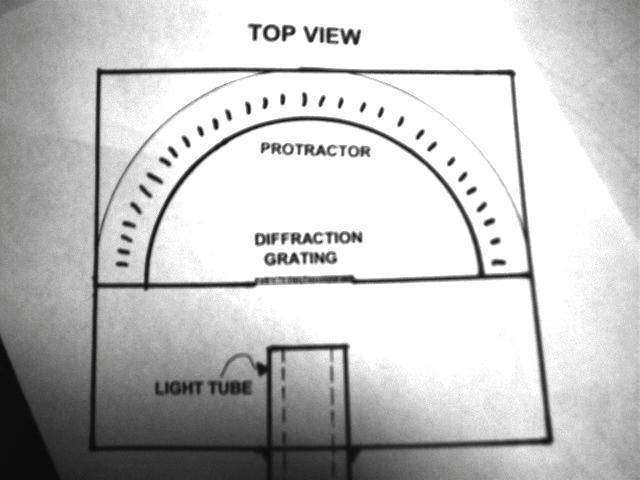 TOP VIEW
PROTRACTOR
DIFFRACTION
GRATING
LIGHT TUBE